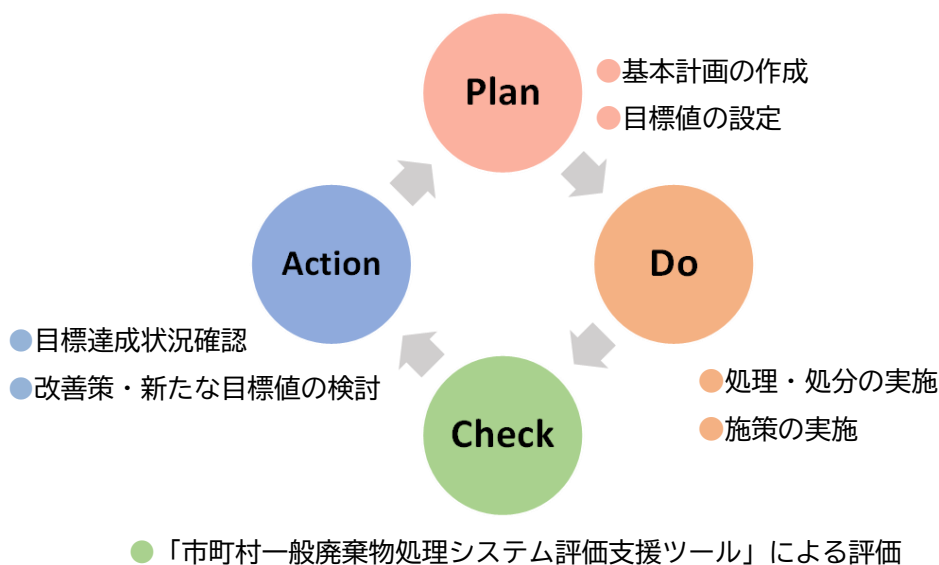 Plan
●基本計画の作成
●目標値の設定
Do
●処理・処分の実施
●施策の実施
Check
●「市町村一般廃棄物処理システム評価支援ツール」による評価
Action
●目標達成状況確認
●改善策・新たな目標値の検討